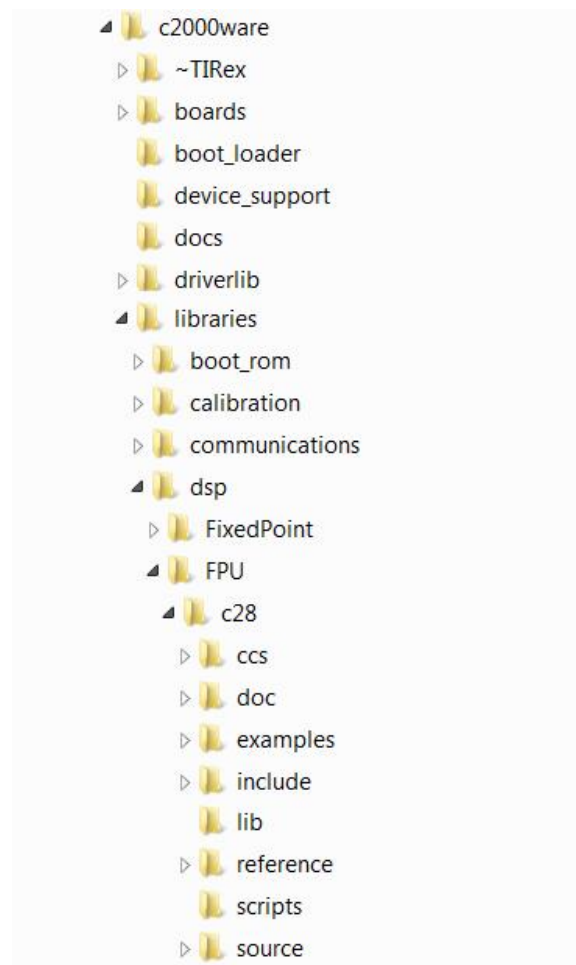 c2000ware
~TIRex
boards
boot_loader
device_support
docs
driverlib
libraries
boot_rom
calibration
communications
dsp
FixedPoint
FPU
c28
ccs
doc
examples
include
lib
reference
scripts
source